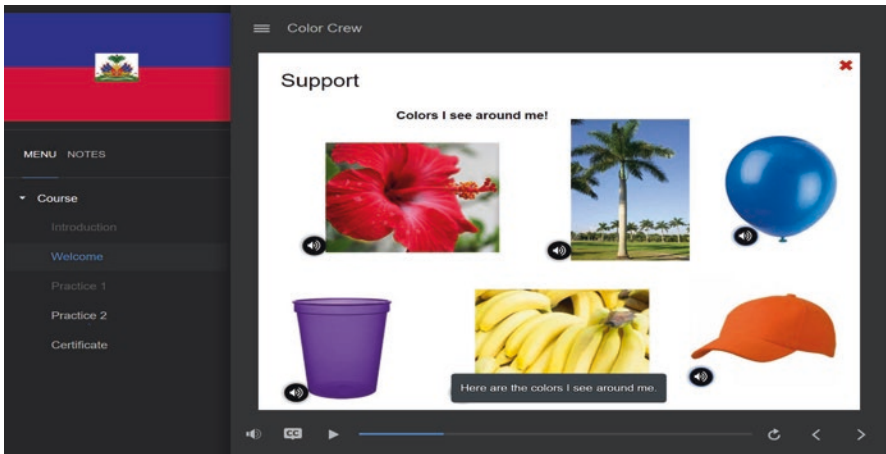 Color Crew
MENU NOTES
Course
Introduction
Welcome
Practice 1
Practice 2
Certificate
Support
Colors I see around me!
Here are the colors I see around me.
CC